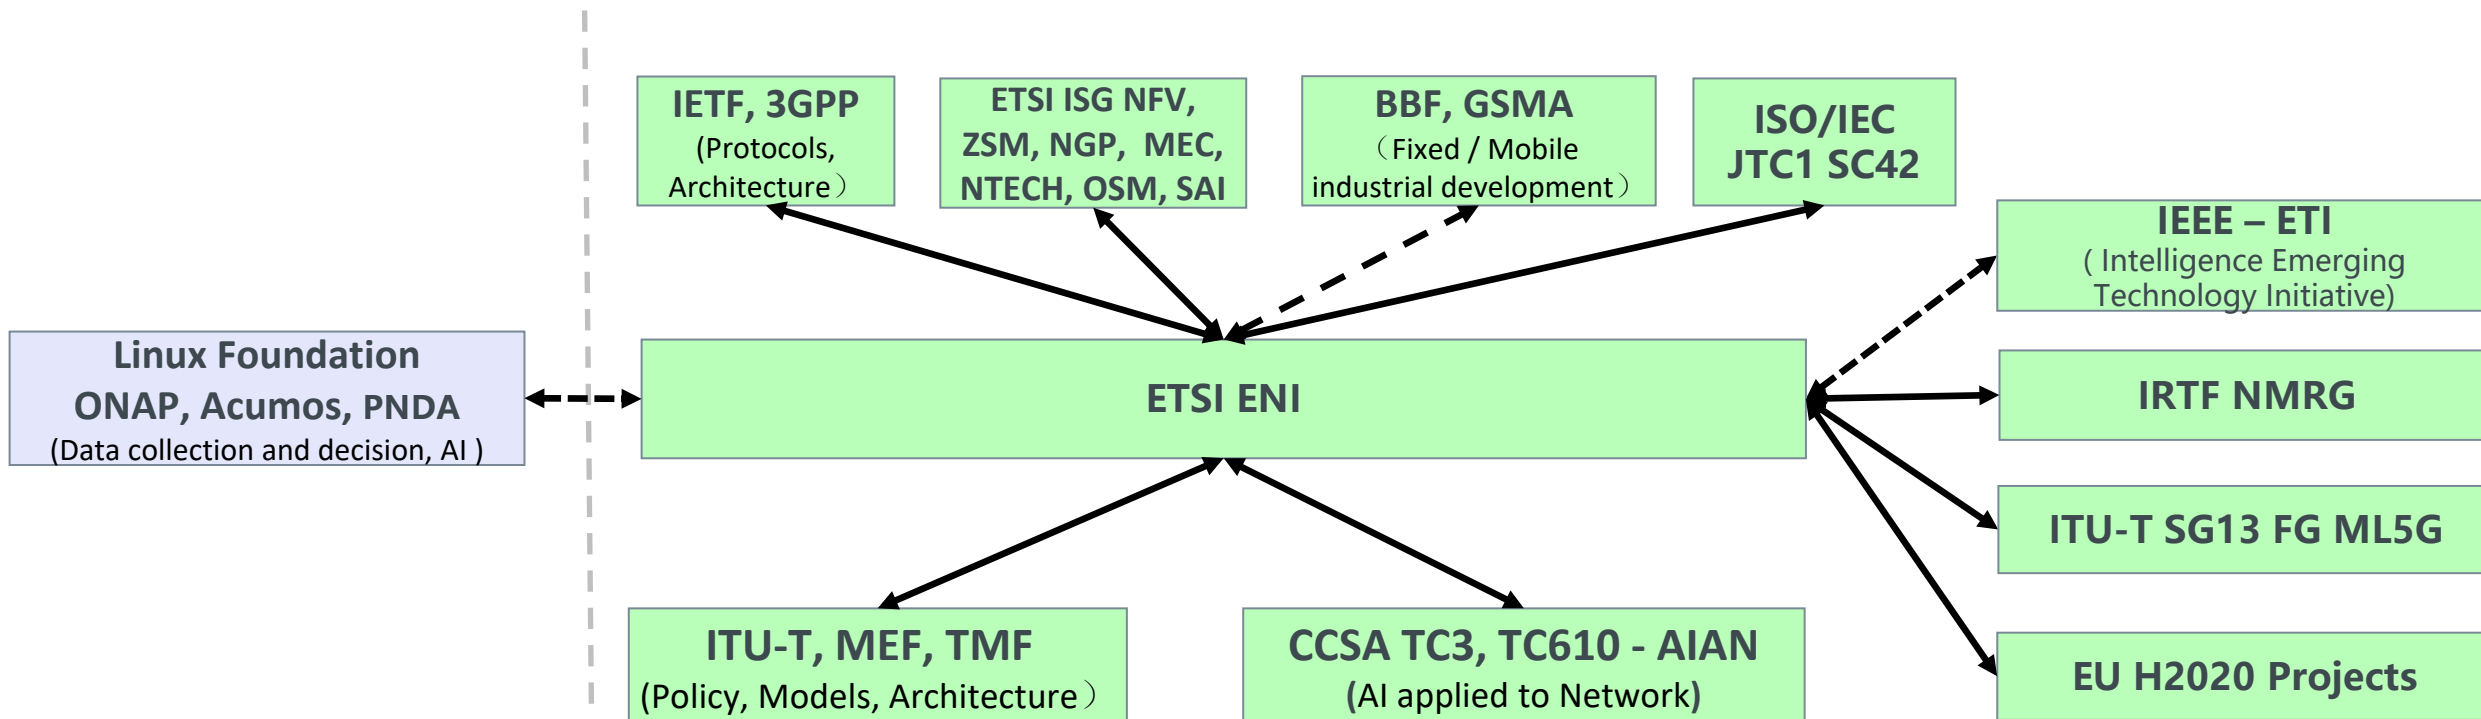 IETF, 3GPP
(Protocols,
Architecture）
ETSI ISG NFV,
ZSM, NGP, MEC,
NTECH, OSM, SAI
BBF, GSMA
（Fixed / Mobile
industrial development）
ISO/IEC
JTC1 SC42
IEEE – ETI
( Intelligence Emerging
Technology Initiative)
Linux Foundation
ONAP, Acumos, PNDA
(Data collection and decision, AI )
ETSI ENI
IRTF NMRG
ITU-T SG13 FG ML5G
ITU-T, MEF, TMF
(Policy, Models, Architecture）
CCSA TC3, TC610 - AIAN
(AI applied to Network)
EU H2020 Projects